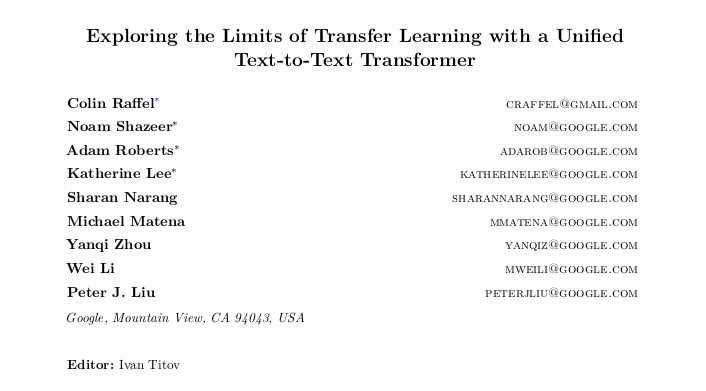 Exploring the Limits of Transfer Learning with a Unified
Text-to-Text Transformer
Colin Raffel* CRAFFEL@GMAIL.COM
Noam Shazeer* NOAM@GOOGLE.COM
Adam Roberts* ADAROB@GOOGLE.COM
Katherine Lee* KATHERINELEE@GOOGLE.COM
Sharan Narang SHARANNARANG@GOOGLE.COM
Michael Matena MMATENA@GOOGLE.COM
Yanqi Zhou YANQIZ@GOOGLE.COM
Wei Li MWEILI@GOOGLE.COM
Peter J. Liu PETERJLIU@GOOGLE.COM
Google, Mountain View, CA 94043, USA
Editor: Ivan Titov